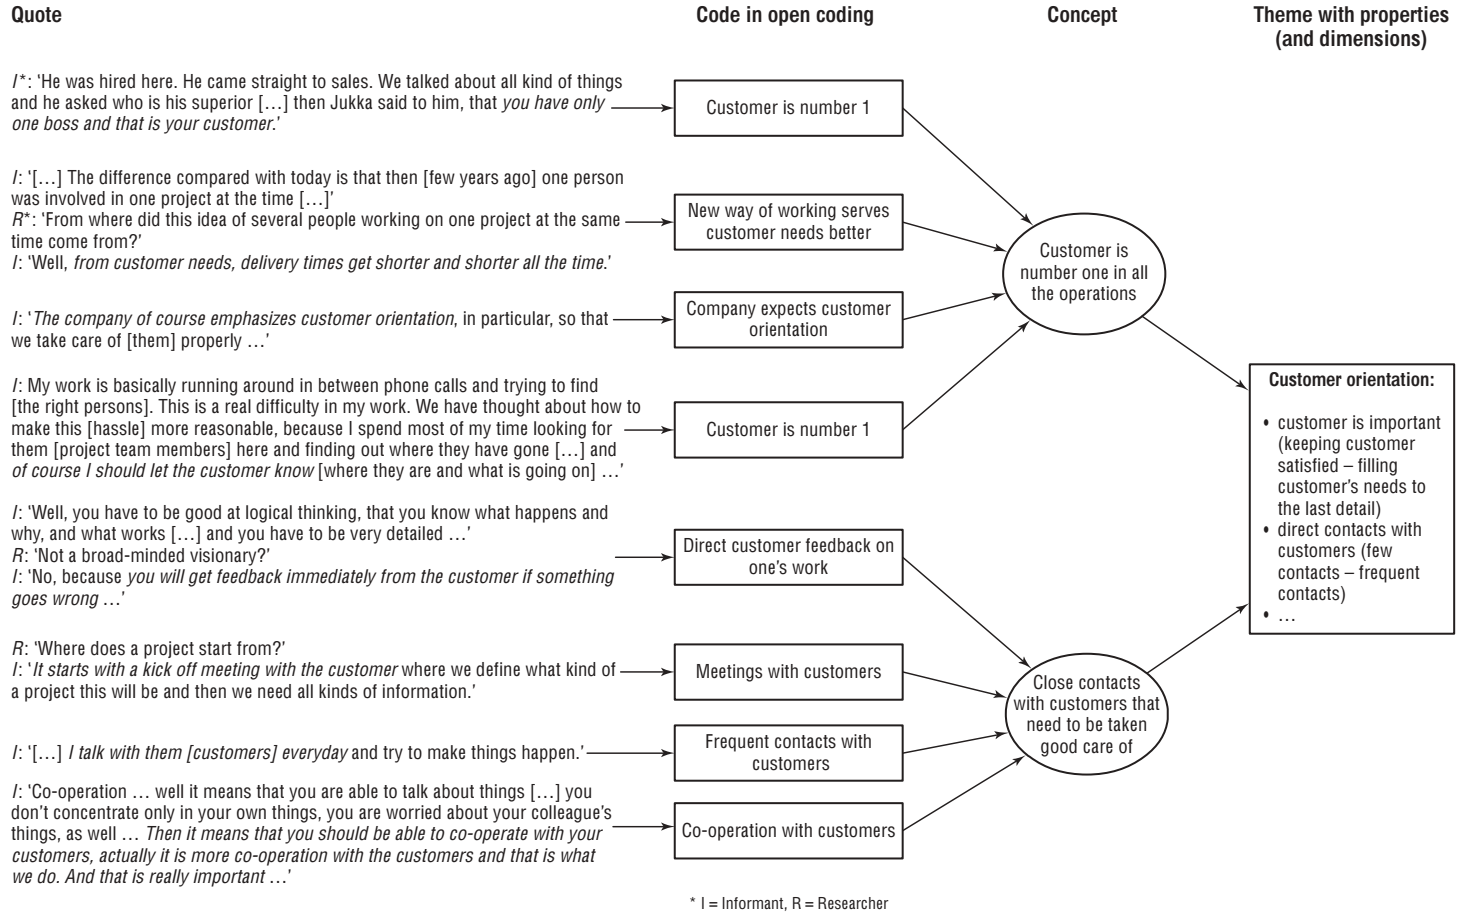 Quote
Code in open coding
Concept
Theme with properties
(and dimensions)
I*: ‘He was hired here. He came straight to sales. We talked about all kind of things
and he asked who is his superior […] then Jukka said to him, that you have only
one boss and that is your customer.’
Customer is number 1
I: ‘[…] The difference compared with today is that then [few years ago] one person
was involved in one project at the time […]’
R*: ‘From where did this idea of several people working on one project at the same
time come from?’
I: ‘Well, from customer needs, delivery times get shorter and shorter all the time.’
New way of working serves
customer needs better
I: ‘The company of course emphasizes customer orientation, in particular, so that
we take care of [them] properly …’
Company expects customer
orientation
I: My work is basically running around in between phone calls and trying to find
[the right persons]. This is a real difficulty in my work. We have thought about how to
make this [hassle] more reasonable, because I spend most of my time looking for
them [project team members] here and finding out where they have gone […] and
of course I should let the customer know [where they are and what is going on] …’
Customer is number 1
Customer is
number one in all
the operations
I: ‘Well, you have to be good at logical thinking, that you know what happens and
why, and what works […] and you have to be very detailed …’
R: ‘Not a broad-minded visionary?’
I: ‘No, because you will get feedback immediately from the customer if something
goes wrong …’
Direct customer feedback on
one’s work
R: ‘Where does a project start from?’
I: ‘It starts with a kick off meeting with the customer where we define what kind of
a project this will be and then we need all kinds of information.’
Meetings with customers
I: ‘[…] I talk with them [customers] everyday and try to make things happen.’
Frequent contacts with
customers
I: ‘Co-operation … well it means that you are able to talk about things […] you
don’t concentrate only in your own things, you are worried about your colleague’s
things, as well … Then it means that you should be able to co-operate with your
customers, actually it is more co-operation with the customers and that is what
we do. And that is really important …’
Co-operation with customers
Close contacts
with customers that
need to be taken
good care of
Customer orientation:
• customer is important
(keeping customer
satisfied – filling
customer’s needs to
the last detail)
• direct contacts with
customers (few
contacts – frequent
contacts)
• …
* I = Informant, R = Researcher